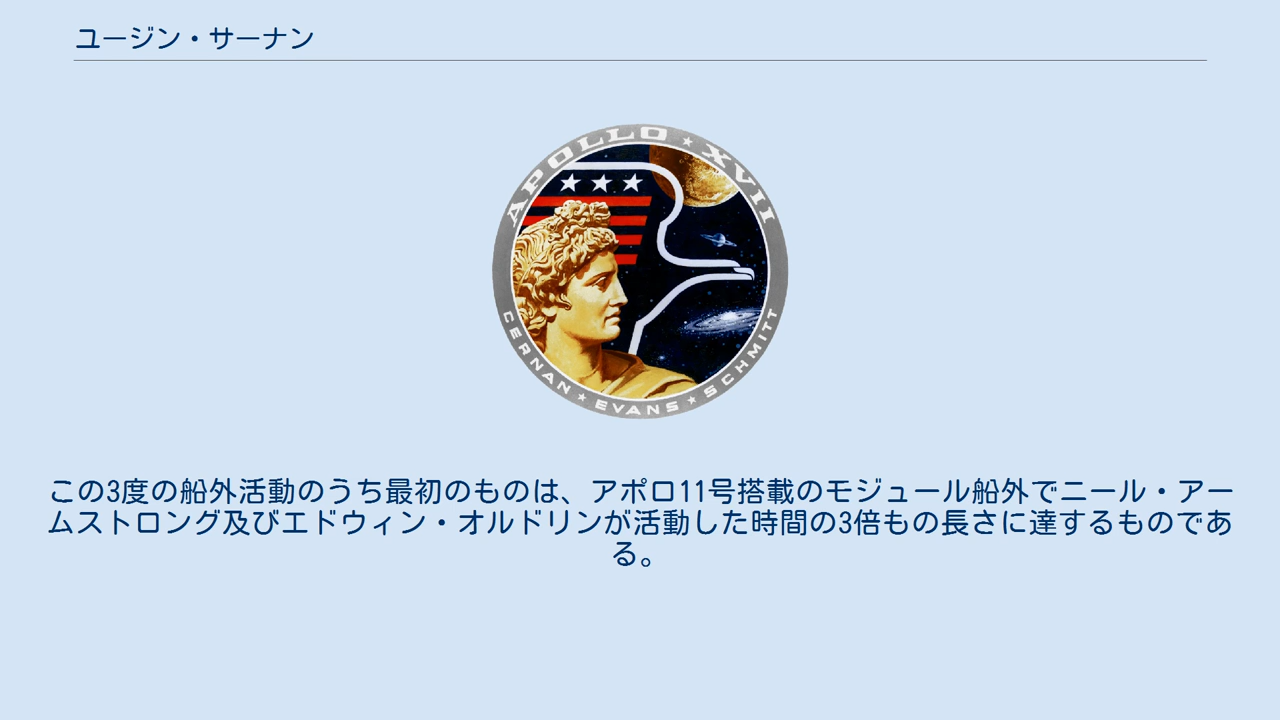 ユージン・サーナン
APOLLO ★ XVII
CERNAN ★ EVANS ★ SCHMITT
この3度の船外活動のうち最初のものは、アポロ11号搭載のモジュール船外でニール・アー
ムストロング及びエドウィン・オルドリンが活動した時間の3倍もの長さに達するものであ
る。